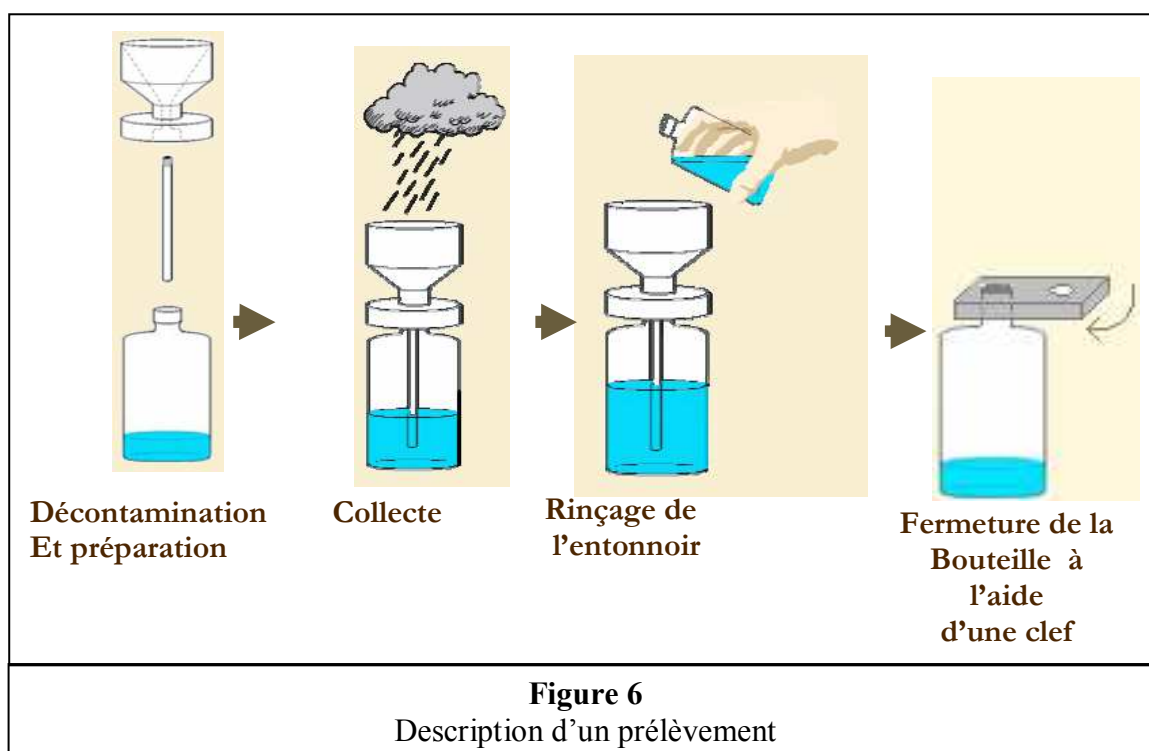 Décontamination
Et préparation
Collecte
Rinçage de
l’entonnoir
Fermeture de la
Bouteille à
l’aide
d’une clef
Figure 6
Description d’un prélèvement